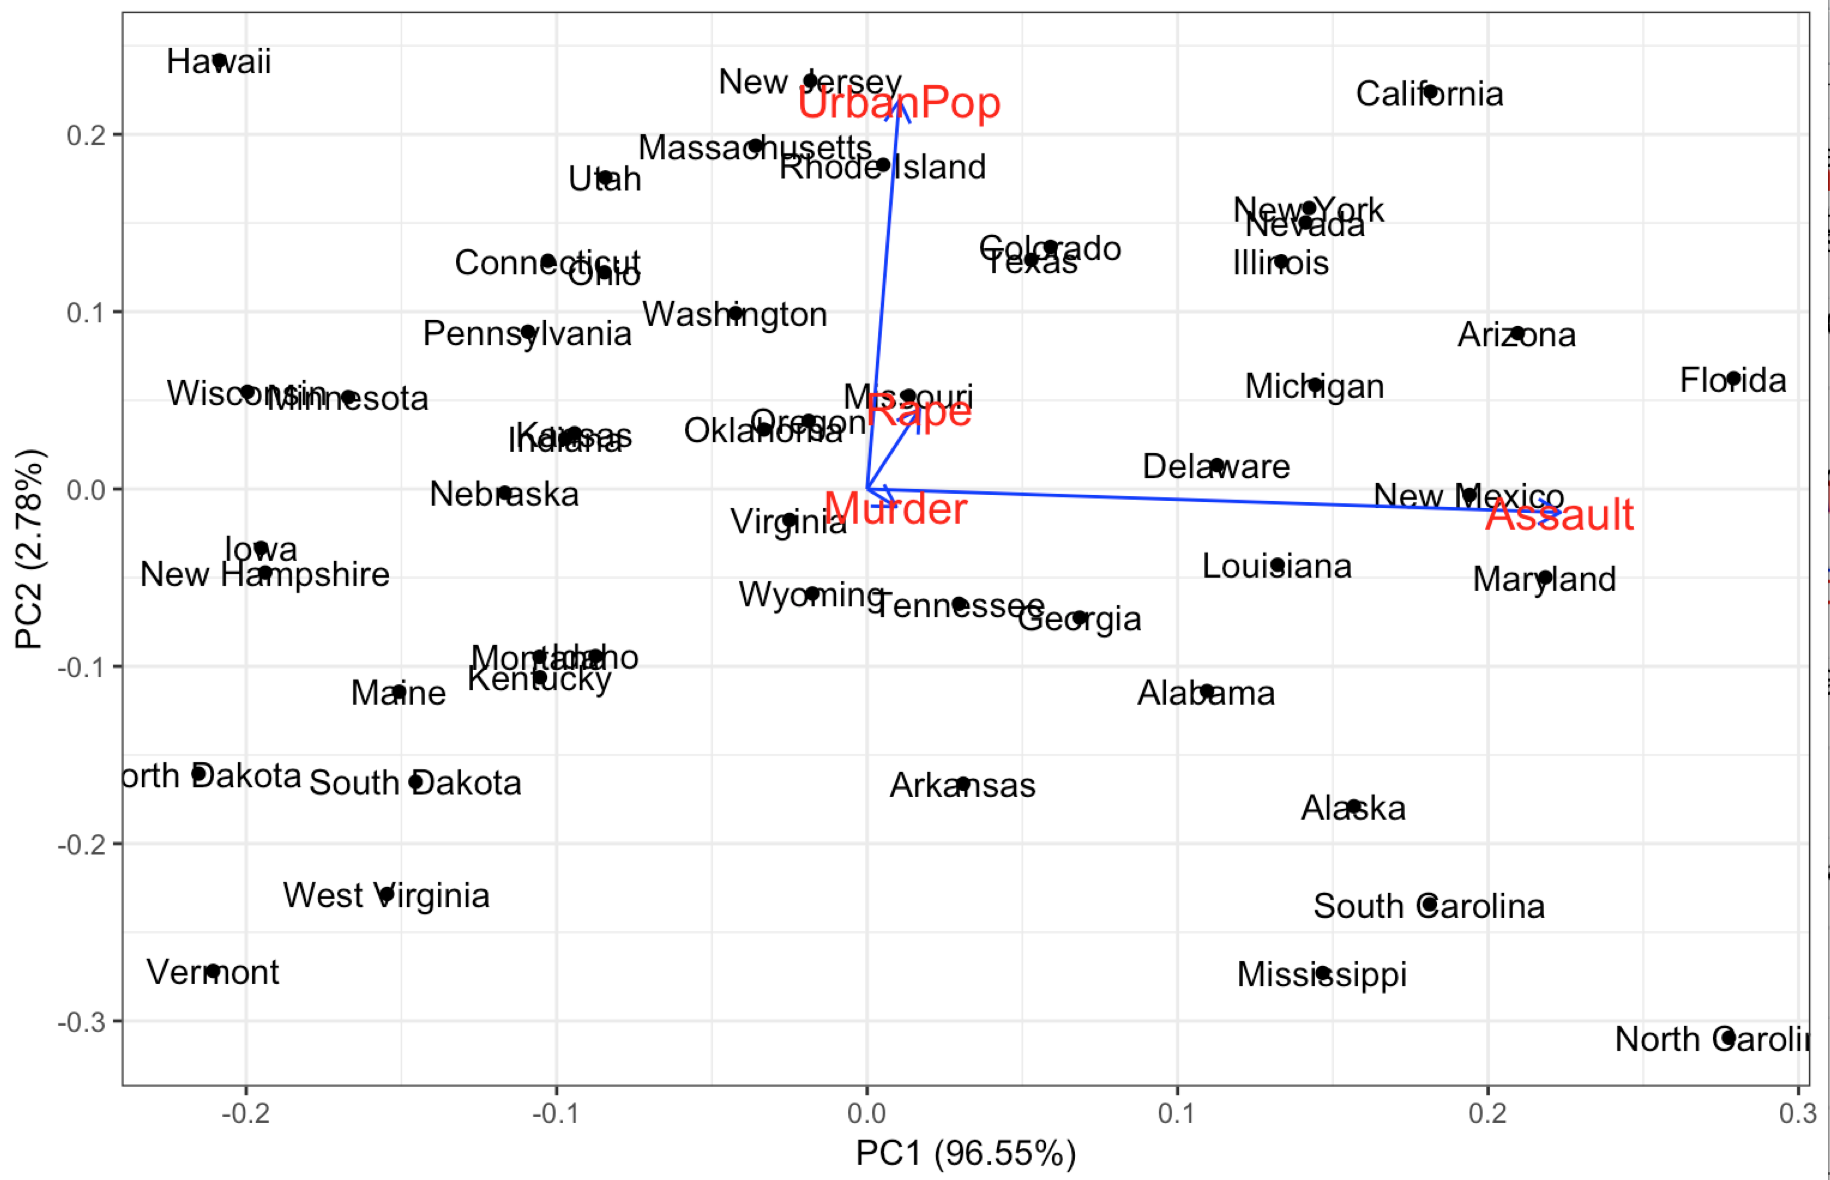 Hawaii
New Jersey
UrbanPop
California
0.2
Massachusetts
Rhode Island
Utah
New York
Nevada
Colorado
Texas
Illinois
Connecticut
Ohio
0.1
Washington
Pennsylvania
Arizona
Florida
Michigan
Wisconsin
Minnesota
Missouri
Rape
Oregon
Oklahoma
Kansas
Indiana
Delaware
0.0
Nebraska
New Mexico
Murder
Assault
Virginia
Iowa
New Hampshire
Louisiana
Maryland
Wyoming
Tennessee
Georgia
-0.1
Montana
Idaho
Kentucky
Maine
Alabama
orth Dakota
South Dakota
Arkansas
Alaska
-0.2
West Virginia
South Carolina
Vermont
Mississippi
-0.3
North Carolin
-0.2
-0.1
0.0
0.1
0.2
0.3
PC1 (96.55%)
PC2 (2.78%)